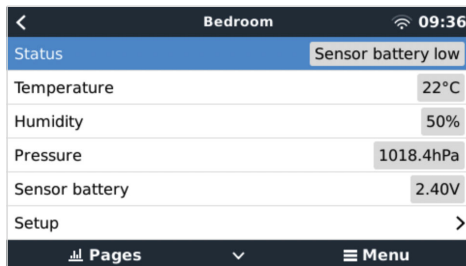 Bedroom 09:36
Status Sensor battery low
Temperature 22°C
Humidity 50%
Pressure 1018.4hPa
Sensor battery 2.40V
Setup
Pages Menu